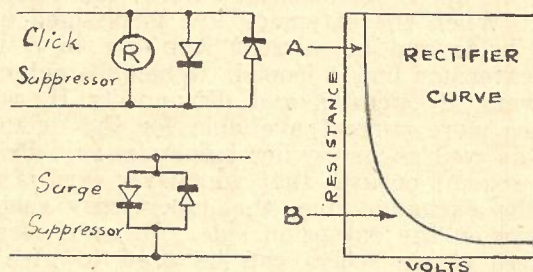 Click
Suppressor
R
Surge
Suppressor
A
B
RECTIFIER
CURVE
RESISTANCE
VOLTS